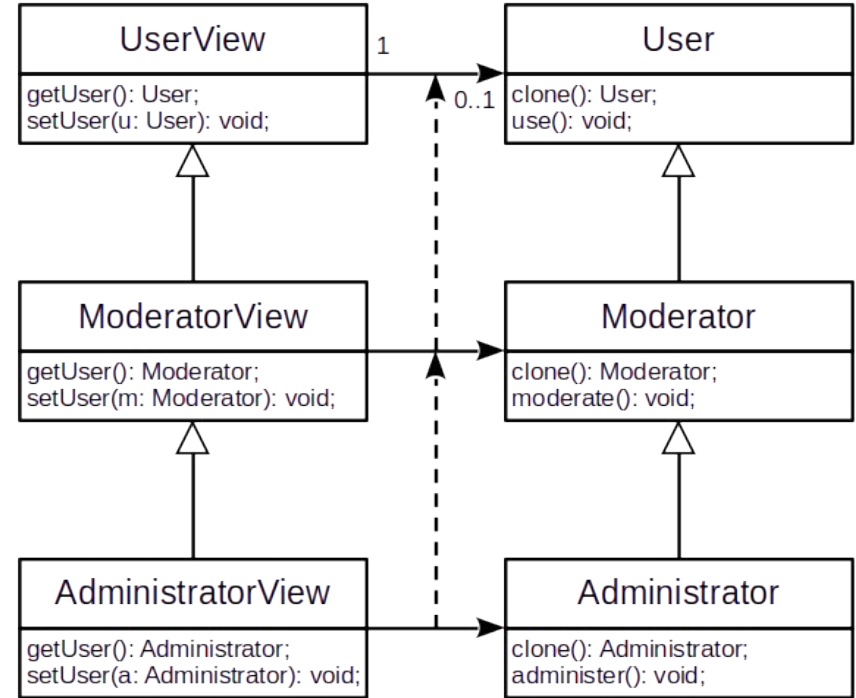 UserView
getUser(): User;
setUser(u: User): void;
1
0..1
User
clone(): User;
use(): void;
ModeratorView
getUser(): Moderator;
setUser(m: Moderator): void;
Moderator
clone(): Moderator;
moderate(): void;
AdministratorView
getUser(): Administrator;
setUser(a: Administrator): void;
Administrator
clone(): Administrator;
administer(): void;